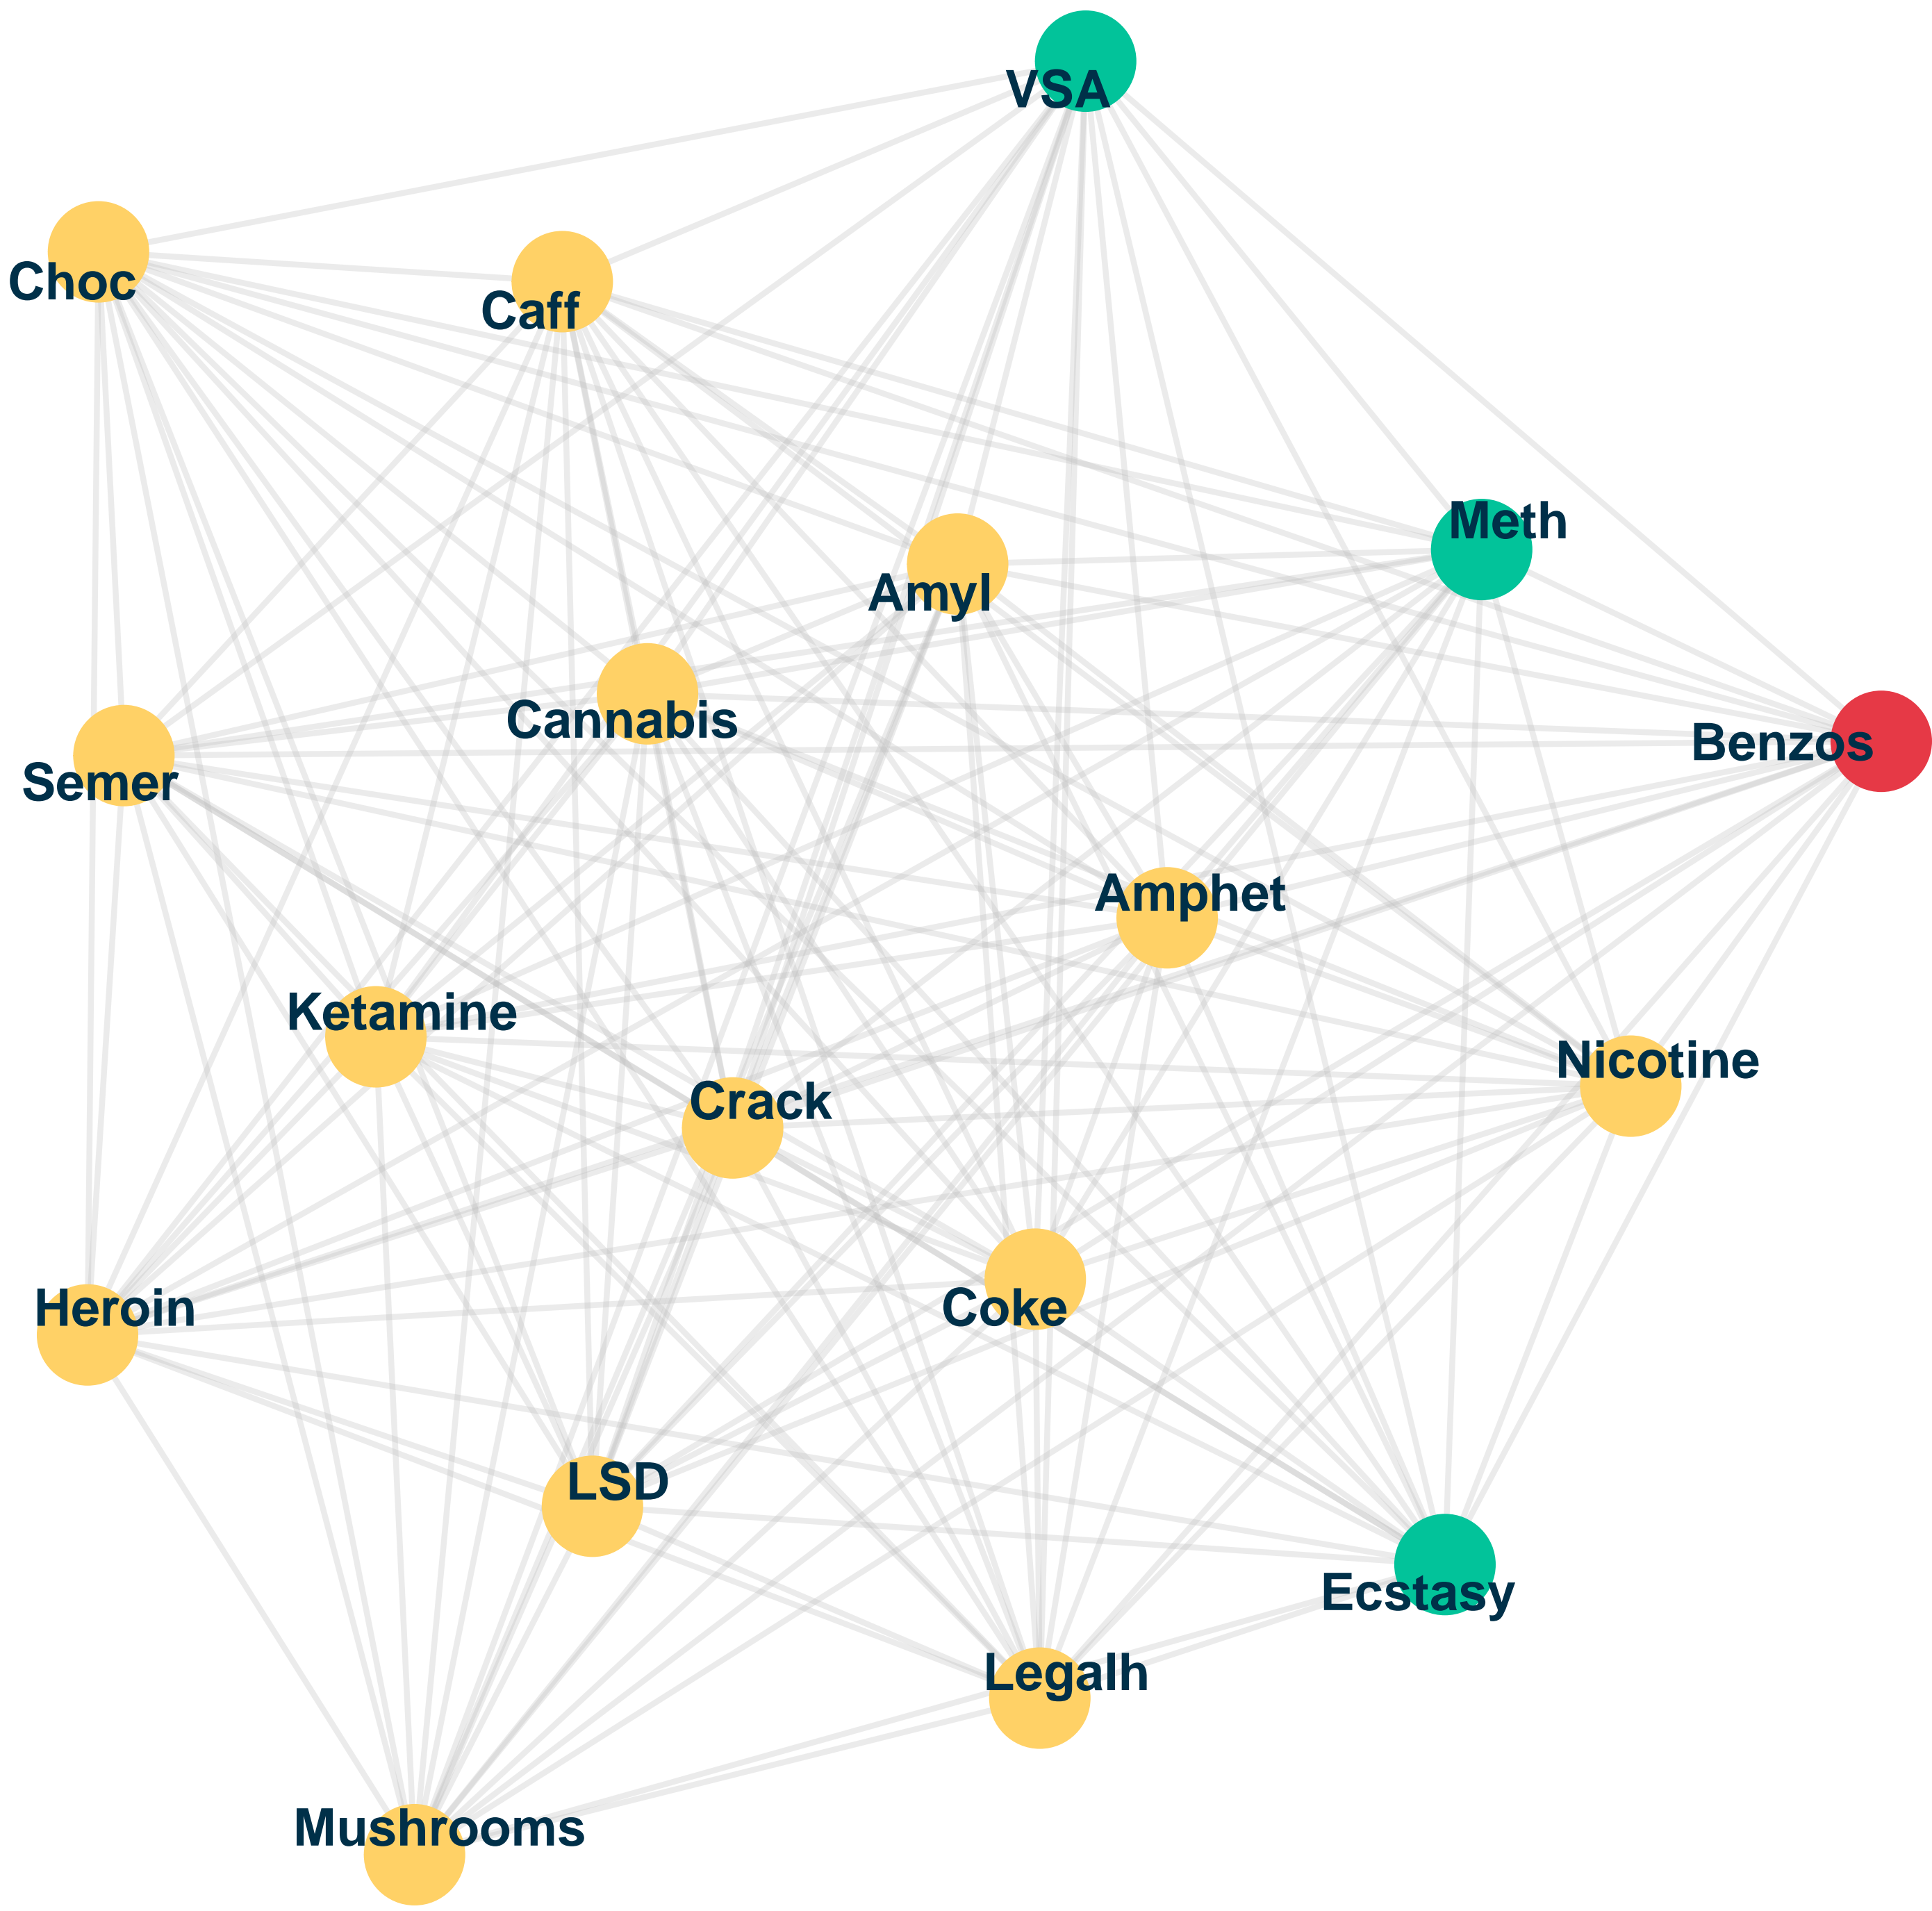 VSA
Choc
Caff
Meth
Amyl
Cannabis
Benzos
Semer
Amphet
Ketamine
Nicotine
Crack
Heroin
Coke
LSD
Ecstasy
Legalh
Mushrooms